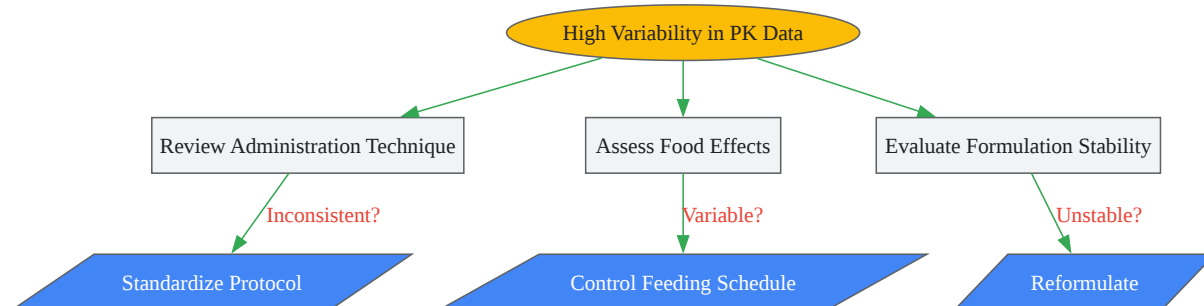 High Variability in PK Data
Review Administration Technique
Assess Food Effects
Evaluate Formulation Stability
Inconsistent?
Variable?
Unstable?
Standardize Protocol
Control Feeding Schedule
Reformulate